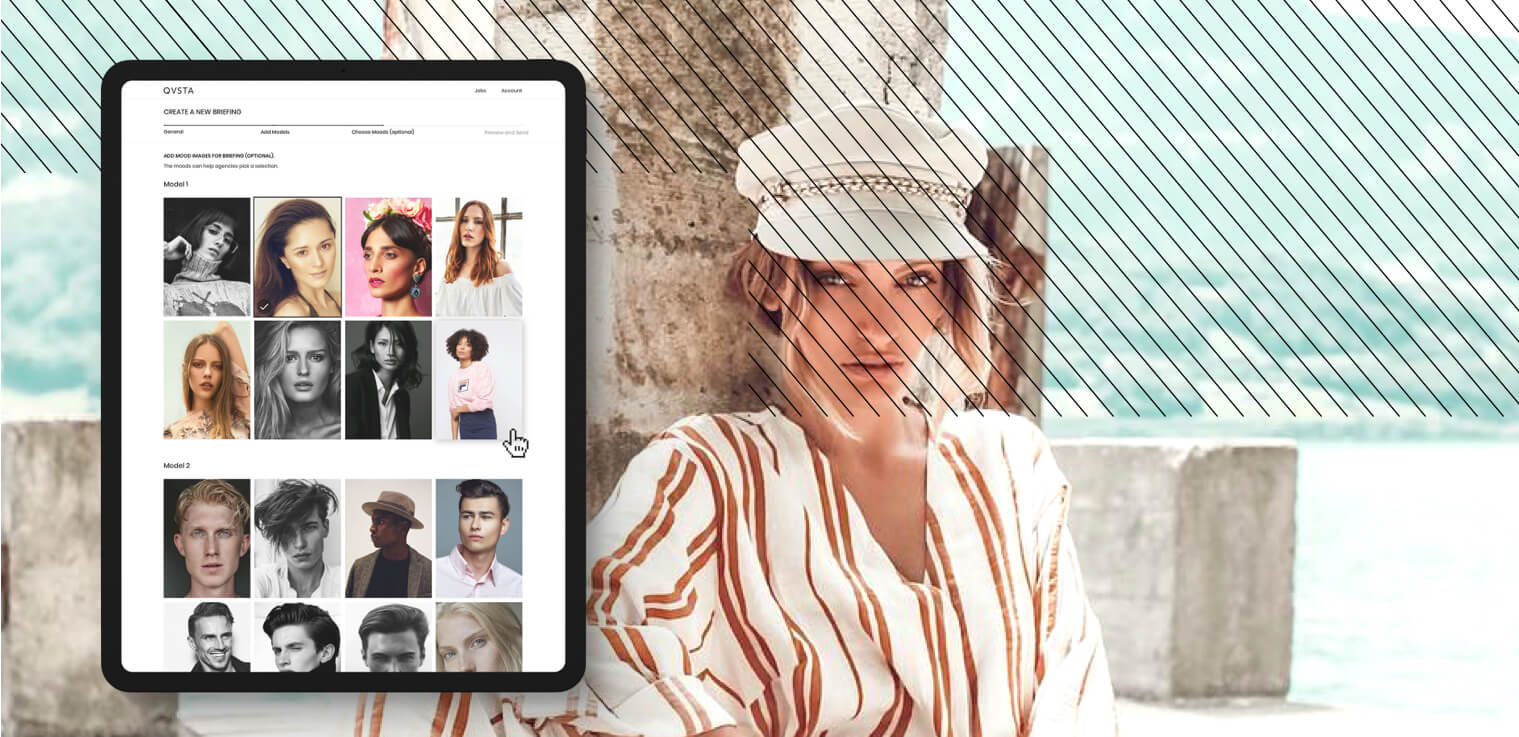 QVSTA
Jobs Account
CREATE A NEW BRIEFING
General Add Models Choose Moods (optional) Preview and Send
ADD MOOD IMAGES FOR BRIEFING (OPTIONAL).
The moods can help agencies pick a selection.
Model 1
Model 2